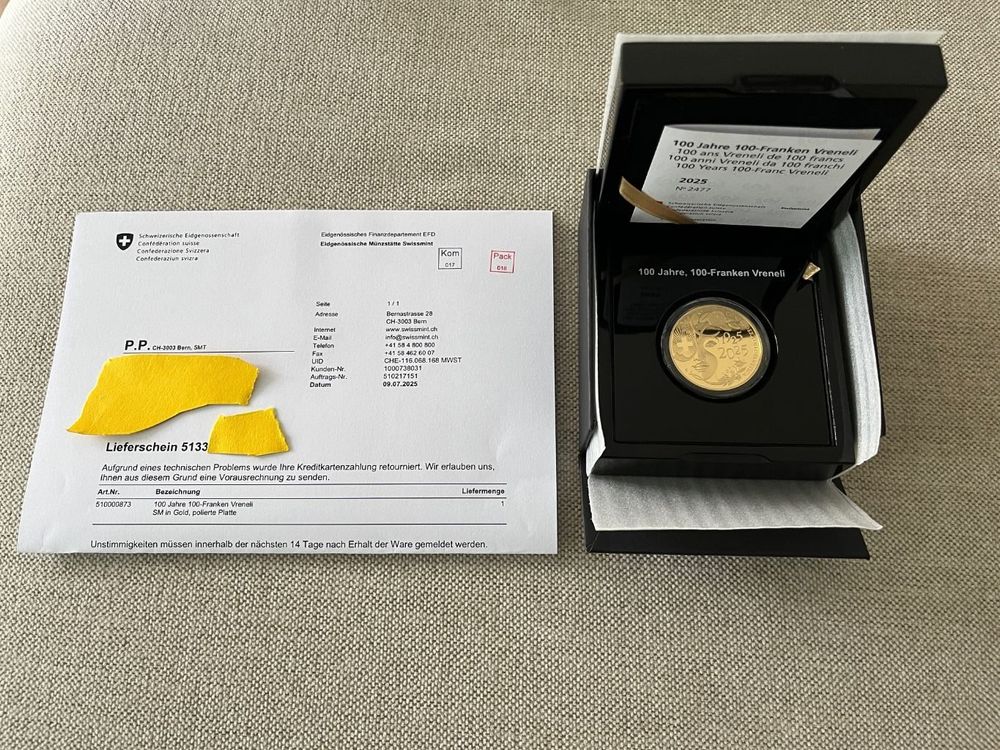 Schweizerische Eidgenossenschaft
Confédération suisse
Confederazione Svizzera
Confederaziun svizra
Eidgenössisches Finanzdepartement EFD
Eidgenössische Münzstätte Swissmint
Kom
017
Pack
018
Seite 1 / 1
Adresse Bernastrasse 28
CH-3003 Bern
Internet www.swissmint.ch
E-Mail info@swissmint.ch
Telefon +41 58 4 800 800
Fax +41 58 462 60 07
UID CHE-116.068.168 MWST
Kunden-Nr. 1000738031
Auftrags-Nr. 510217151
Datum 09.07.2025
P.P. CH-3003 Bern, SMT
Lieferschein 5133
Aufgrund eines technischen Problems wurde Ihre Kreditkartenzahlung retourniert. Wir erlauben uns,
Ihnen aus diesem Grund eine Vorausrechnung zu senden.
Art.Nr. Bezeichnung Liefermenge
510000873 100 Jahre 100-Franken Vreneli 1
SM in Gold, polierte Platte
Unstimmigkeiten müssen innerhalb der nächsten 14 Tage nach Erhalt der Ware gemeldet werden.
100 Jahre 100-Franken Vreneli
100 ans Vreneli de 100 francs
100 anni Vreneli da 100 franchi
100 Years 100-Franc Vreneli
2025
N° 2477
Schweizerische Eidgenossenschaft
Confédération suisse
Confederazione Svizzera
100 Jahre, 100-Franken Vreneli
1925
2025